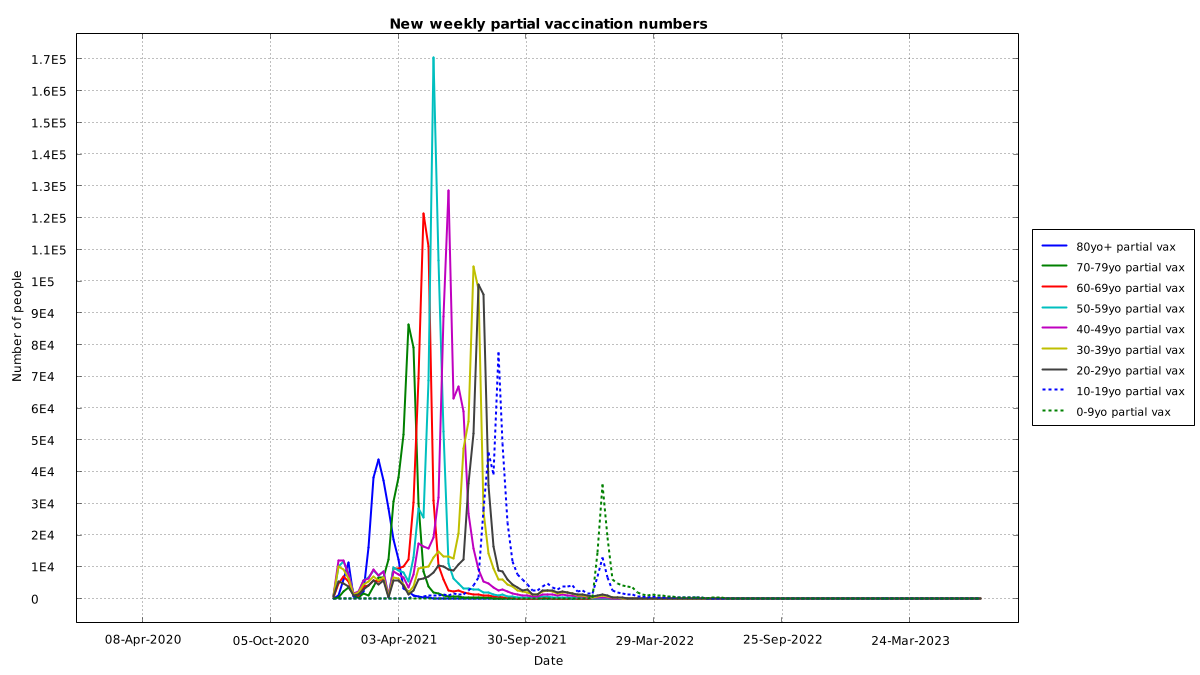 New weekly partial vaccination numbers
1.7E5
1.6E5
1.5E5
1.4E5
1.3E5
1.2E5
1.1E5
1E5
9E4
8E4
7E4
6E4
5E4
4E4
3E4
2E4
1E4
0
Number of people
08-Apr-2020
05-Oct-2020
03-Apr-2021
30-Sep-2021
29-Mar-2022
25-Sep-2022
24-Mar-2023
Date
80yo+ partial vax
70-79yo partial vax
60-69yo partial vax
50-59yo partial vax
40-49yo partial vax
30-39yo partial vax
20-29yo partial vax
10-19yo partial vax
0-9yo partial vax